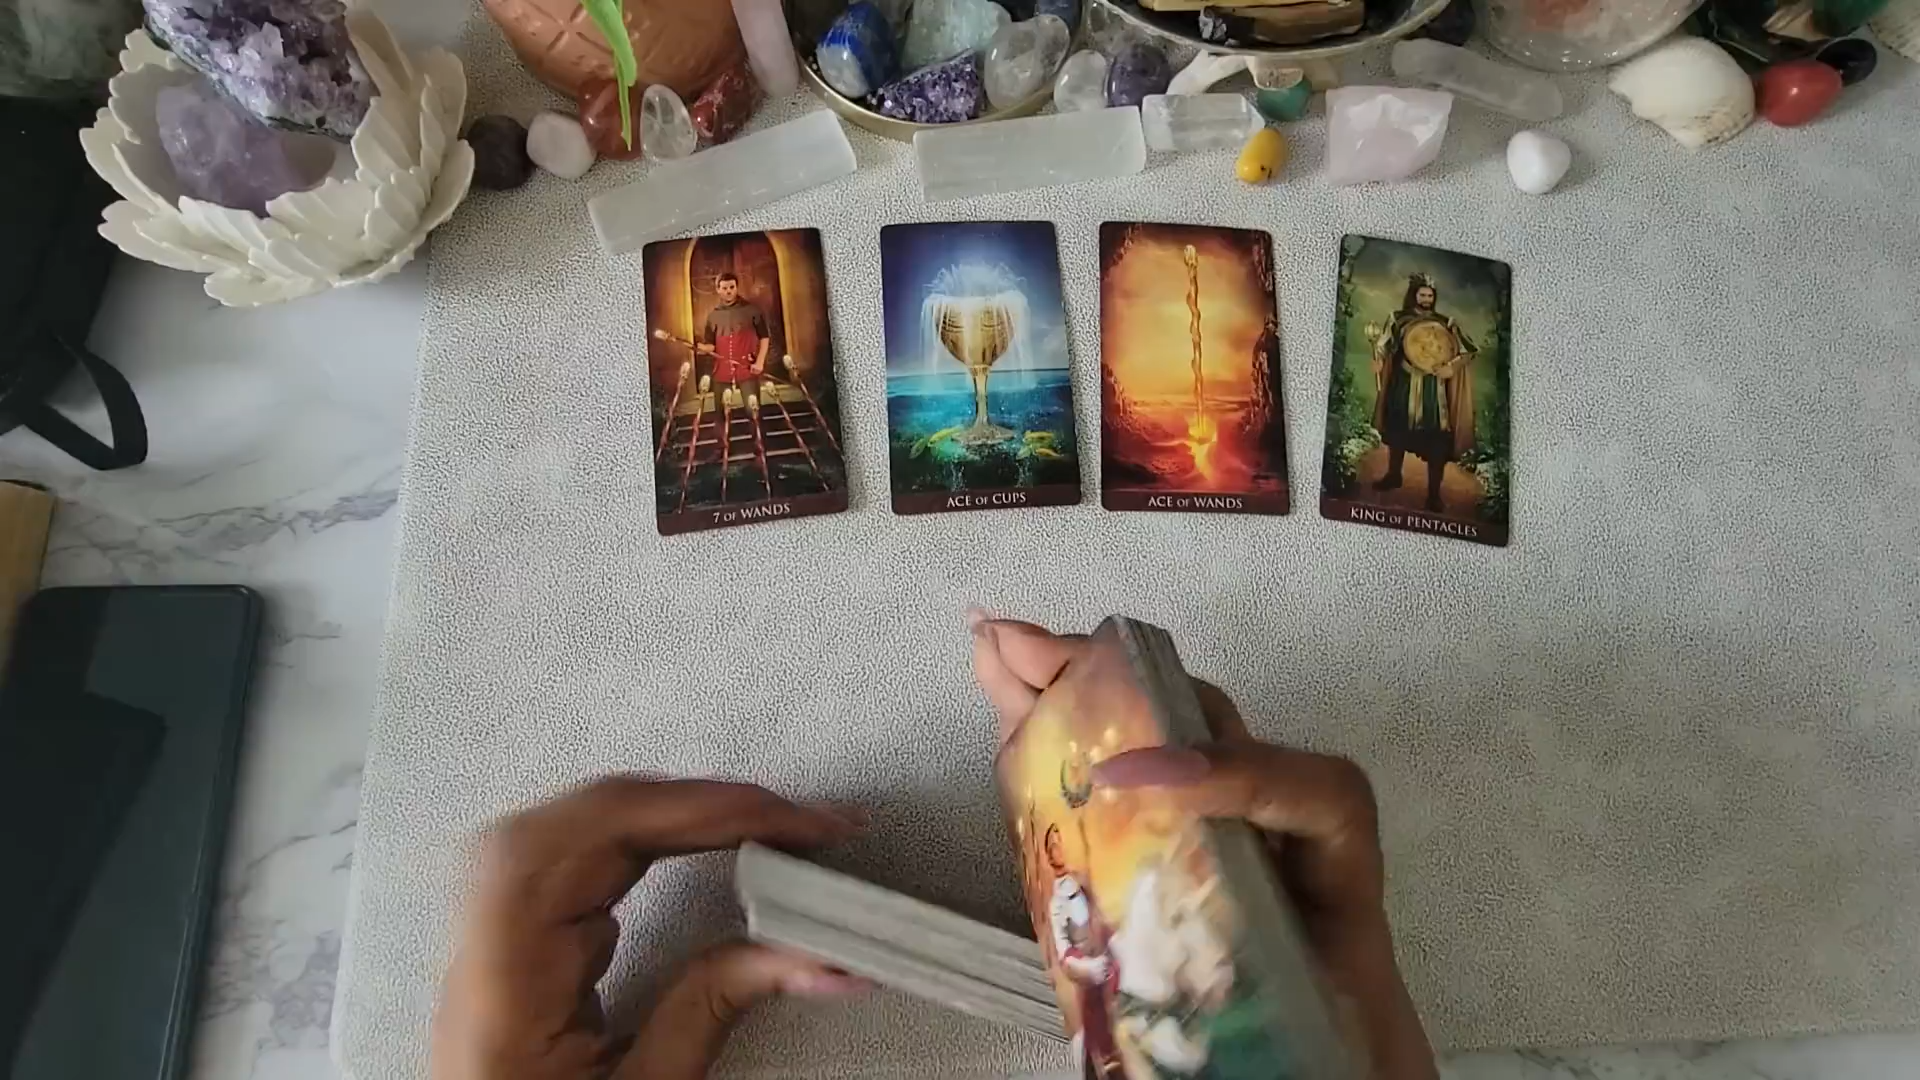 7 OF WANDS
ACE OF CUPS
ACE OF WANDS
KING OF PENTACLES